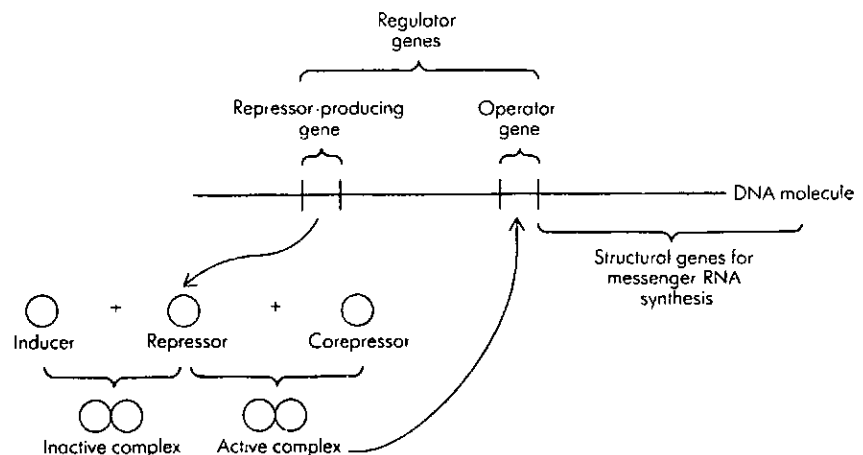 Regulator
genes
Repressor-producing
gene
Operator
gene
DNA molecule
Structural genes for
messenger RNA
synthesis
+
+
Inducer
Repressor
Corepressor
Inactive complex
Active complex